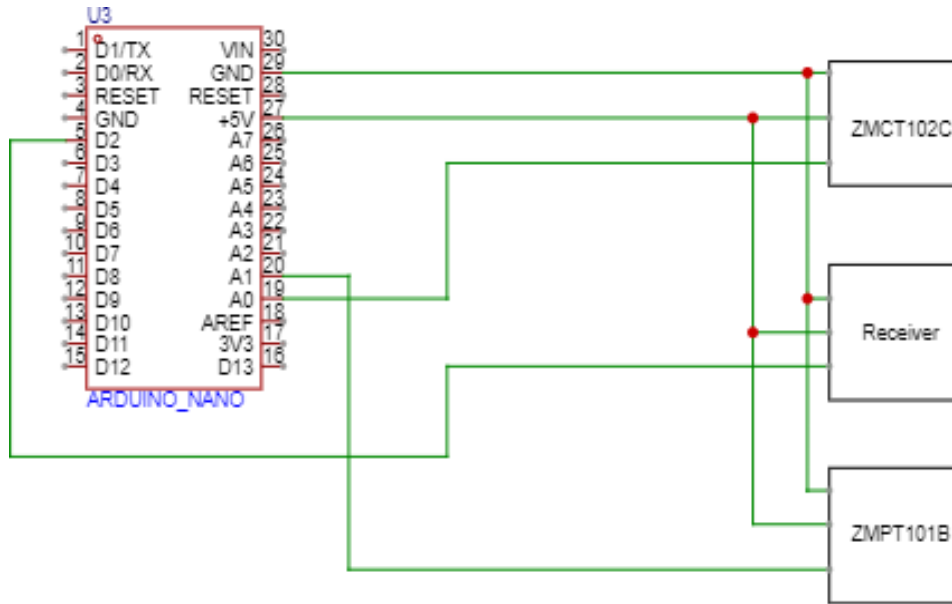 U3
1 D1/TX VIN 30
2 D0/RX GND 29
3 RESET RESET 28
4 GND +5V 27
5 D2 A7 26
6 D3 A6 25
7 D4 A5 24
8 D5 A4 23
9 D6 A3 22
10 D7 A2 21
11 D8 A1 20
12 D9 A0 19
13 D10 AREF 18
14 D11 3V3 17
15 D12 D13 16
ARDUINO_NANO
ZMCT102C
Receiver
ZMPT101B